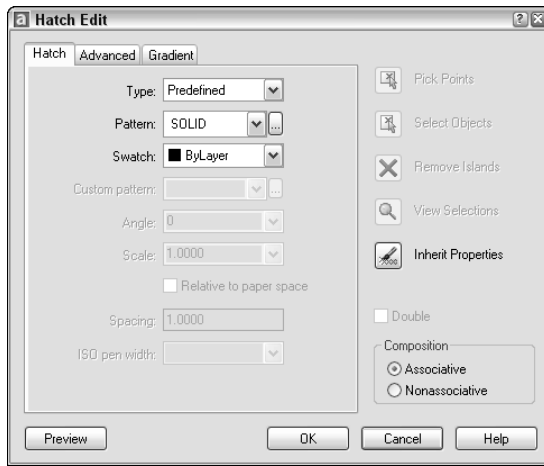 a Hatch Edit
Hatch Advanced Gradient
Type: Predefined
Pattern: SOLID ...
Swatch: ByLayer
Custom pattern: ...
Angle: 0
Scale: 1.0000
Relative to paper space
Spacing: 1.0000
ISO pen width:
Pick Points
Select Objects
Remove Islands
View Selections
Inherit Properties
Double
Composition
Associative
Nonassociative
Preview OK Cancel Help